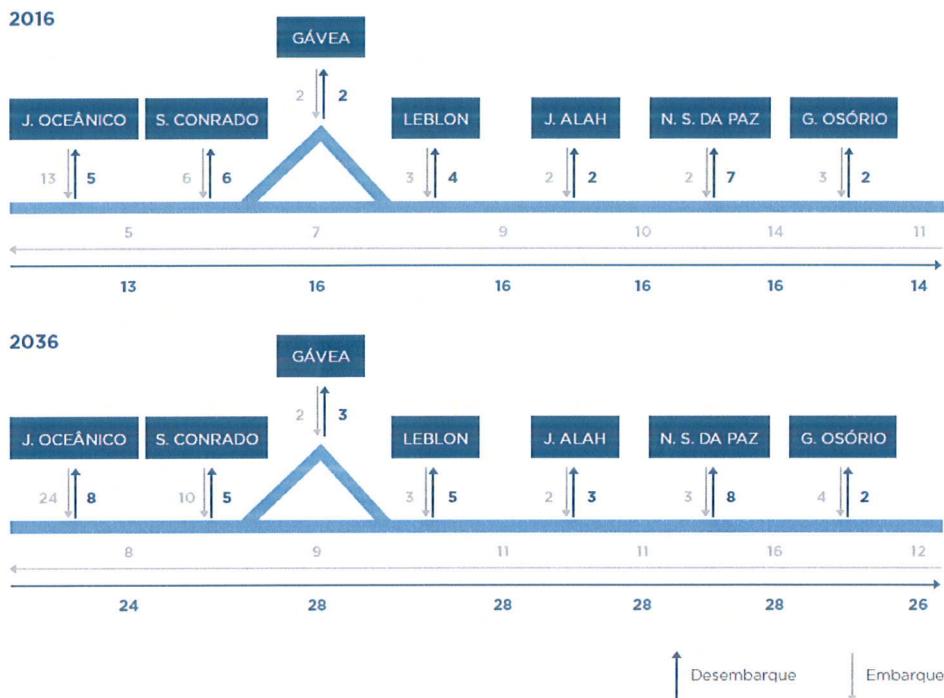 2016
GÁVEA
2 2
J. OCEÂNICO S. CONRADO LEBLON J. ALAH N. S. DA PAZ G. OSÓRIO
13 5 6 6 3 4 2 2 2 7 3 2
5 7 9 10 14 11
13 16 16 16 16 14
2036
GÁVEA
2 3
J. OCEÂNICO S. CONRADO LEBLON J. ALAH N. S. DA PAZ G. OSÓRIO
24 8 10 5 3 5 2 3 3 8 4 2
8 9 11 11 16 12
24 28 28 28 28 26
Desembarque Embarque